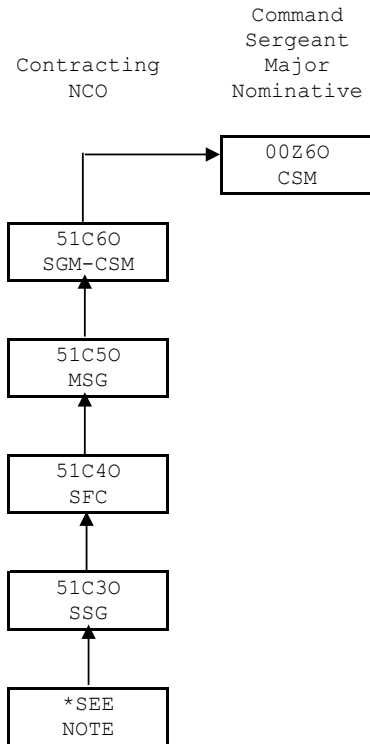 Command
Sergeant
Major
Nominative
Contracting
NCO
00Z6O
CSM
51C6O
SGM-CSM
51C5O
MSG
51C4O
SFC
51C3O
SSG
*SEE
NOTE